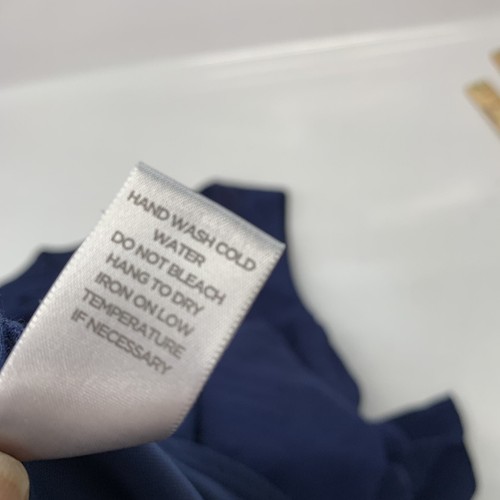 HAND WASH COLD
WATER
DO NOT BLEACH
HANG TO DRY
IRON ON LOW
TEMPERATURE
IF NECESSARY